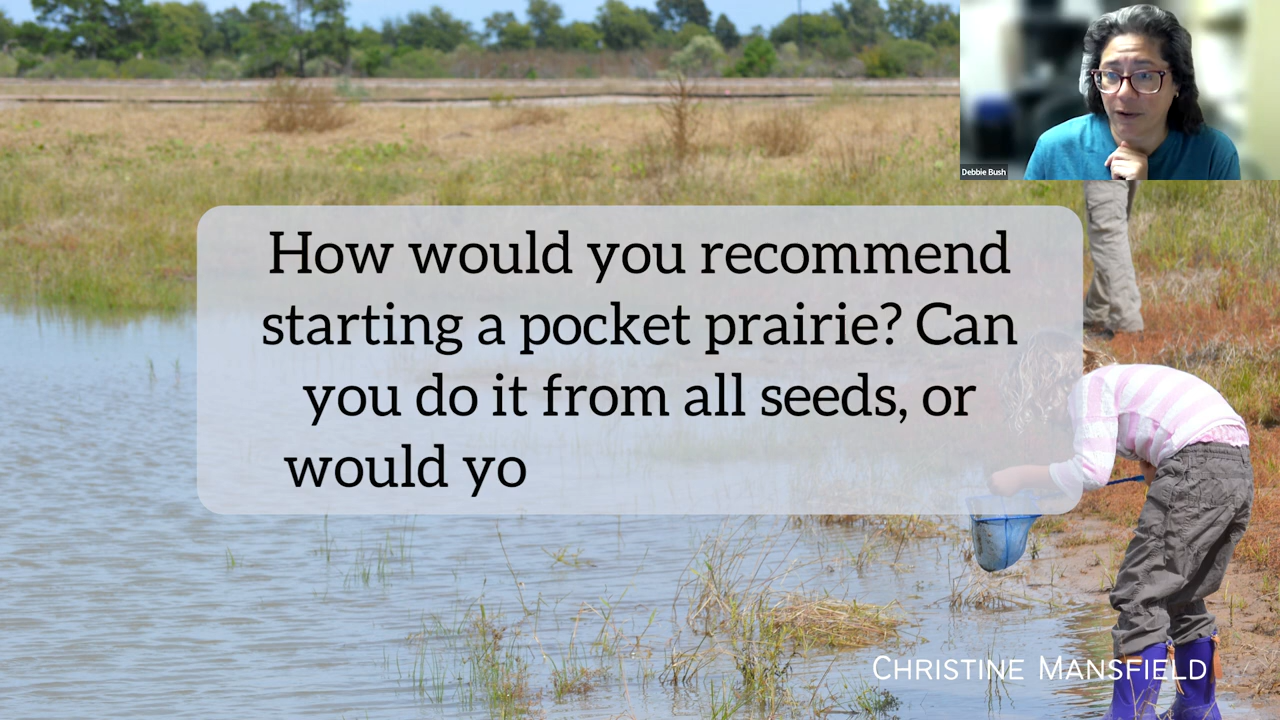 Debbie Bush
How would you recommend
starting a pocket prairie? Can
you do it from all seeds, or
would yo
Christine Mansfield